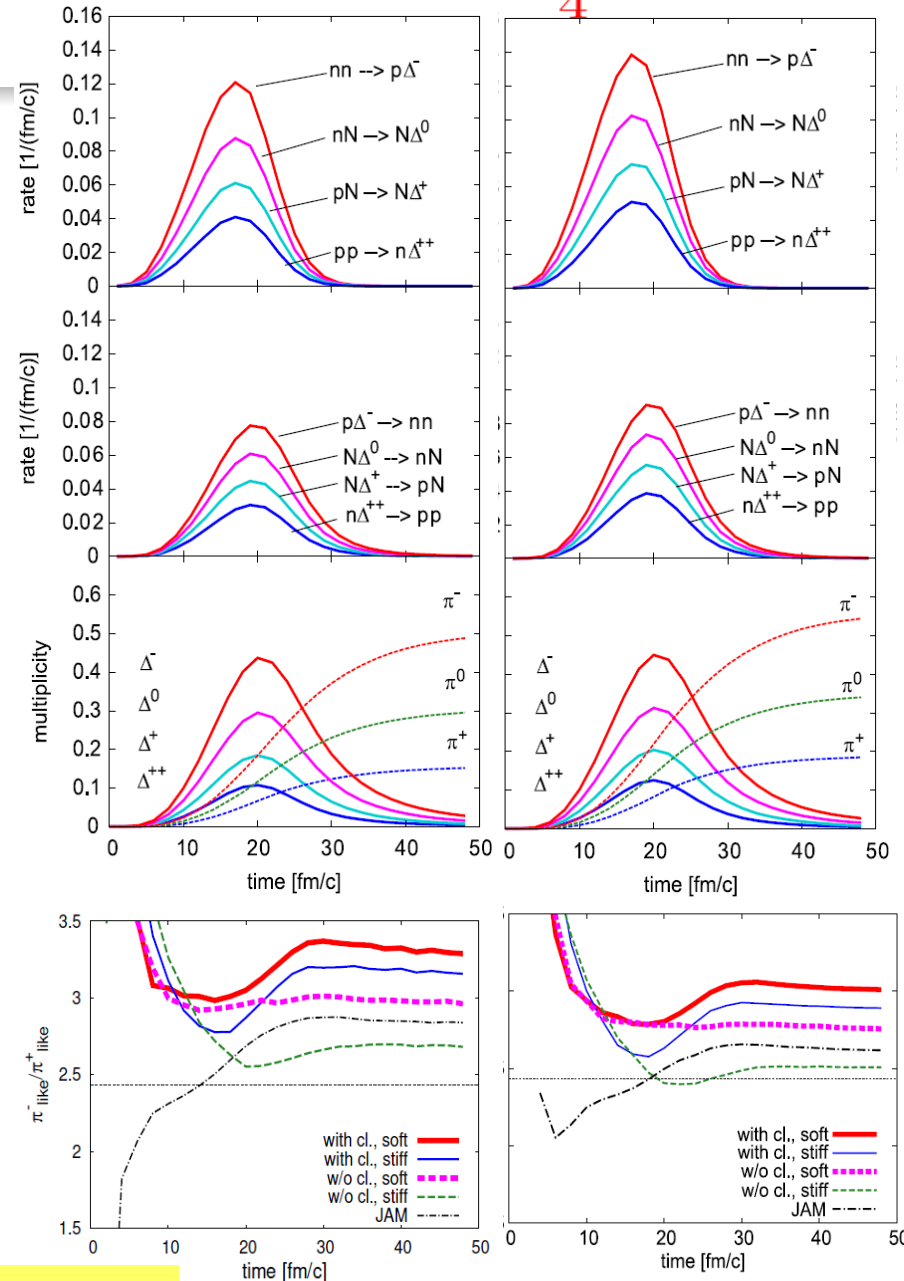 4
0.16
0.14
0.12
0.1
0.08
0.06
0.04
0.02
0
rate [1/(fm/c)]
nn --> pΔ⁻
nN —> NΔ⁰
pN —> NΔ⁺
pp —> nΔ⁺⁺
nn —> pΔ⁻
nN —> NΔ⁰
pN —> NΔ⁺
pp —> nΔ⁺⁺
0.14
0.12
0.1
0.08
0.06
0.04
0.02
0
rate [1/(fm/c)]
pΔ⁻ —> nn
NΔ⁰ --> nN
NΔ⁺ --> pN
nΔ⁺⁺ —> pp
pΔ⁻ —> nn
NΔ⁰ —> nN
NΔ⁺ —> pN
nΔ⁺⁺ —> pp
0.6
0.5
0.4
0.3
0.2
0.1
0
multiplicity
Δ⁻
Δ⁰
Δ⁺
Δ⁺⁺
π⁻
π⁰
π⁺
0 10 20 30 40 50
time [fm/c]
Δ⁻
Δ⁰
Δ⁺
Δ⁺⁺
π⁻
π⁰
π⁺
0 10 20 30 40 50
time [fm/c]
3.5
3
2.5
2
1.5
π⁻like/π⁺like
with cl., soft
with cl., stiff
w/o cl., soft
w/o cl., stiff
JAM
0 10 20 30 40 50
time [fm/c]
with cl., soft
with cl., stiff
w/o cl., soft
w/o cl., stiff
JAM
0 10 20 30 40 50
time [fm/c]